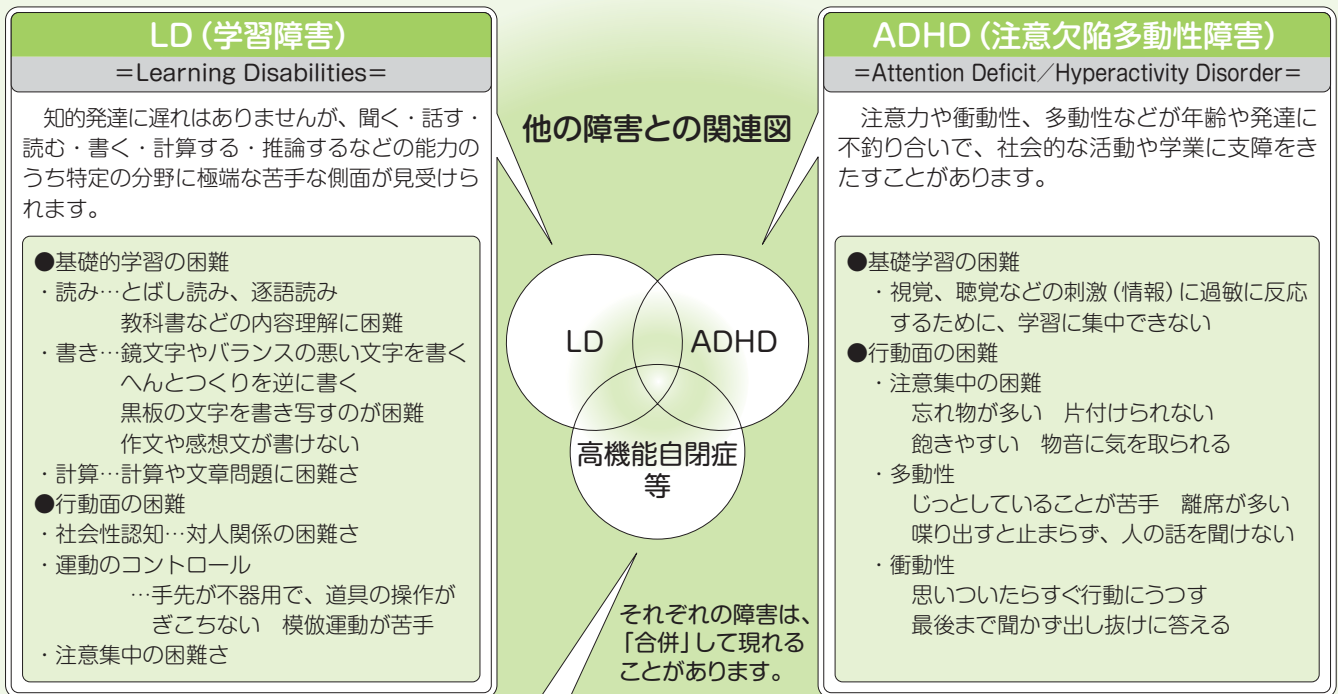 LD（学習障害）
=Learning Disabilities=
　知的発達に遅れはありませんが、聞く・話す・
読む・書く・計算する・推論するなどの能力の
うち特定の分野に極端な苦手な側面が見受けら
れます。
●基礎的学習の困難
・読み…とばし読み、逐語読み
教科書などの内容理解に困難
・書き…鏡文字やバランスの悪い文字を書く
へんとつくりを逆に書く
黒板の文字を書き写すのが困難
作文や感想文が書けない
・計算…計算や文章問題に困難さ
●行動面の困難
・社会性認知…対人関係の困難さ
・運動のコントロール
…手先が不器用で、道具の操作が
ぎこちない　模倣運動が苦手
・注意集中の困難さ
他の障害との関連図
LD
ADHD
高機能自閉症
等
それぞれの障害は、
「合併」して現れる
ことがあります。
ADHD（注意欠陥多動性障害）
=Attention Deficit／Hyperactivity Disorder=
　注意力や衝動性、多動性などが年齢や発達に
不釣り合いで、社会的な活動や学業に支障をき
たすことがあります。
●基礎学習の困難
・視覚、聴覚などの刺激（情報）に過敏に反応
するために、学習に集中できない
●行動面の困難
・注意集中の困難
忘れ物が多い　片付けられない
飽きやすい　物音に気を取られる
・多動性
じっとしていることが苦手　離席が多い
喋り出すと止まらず、人の話を聞けない
・衝動性
思いついたらすぐ行動にうつす
最後まで聞かず出し抜けに答える